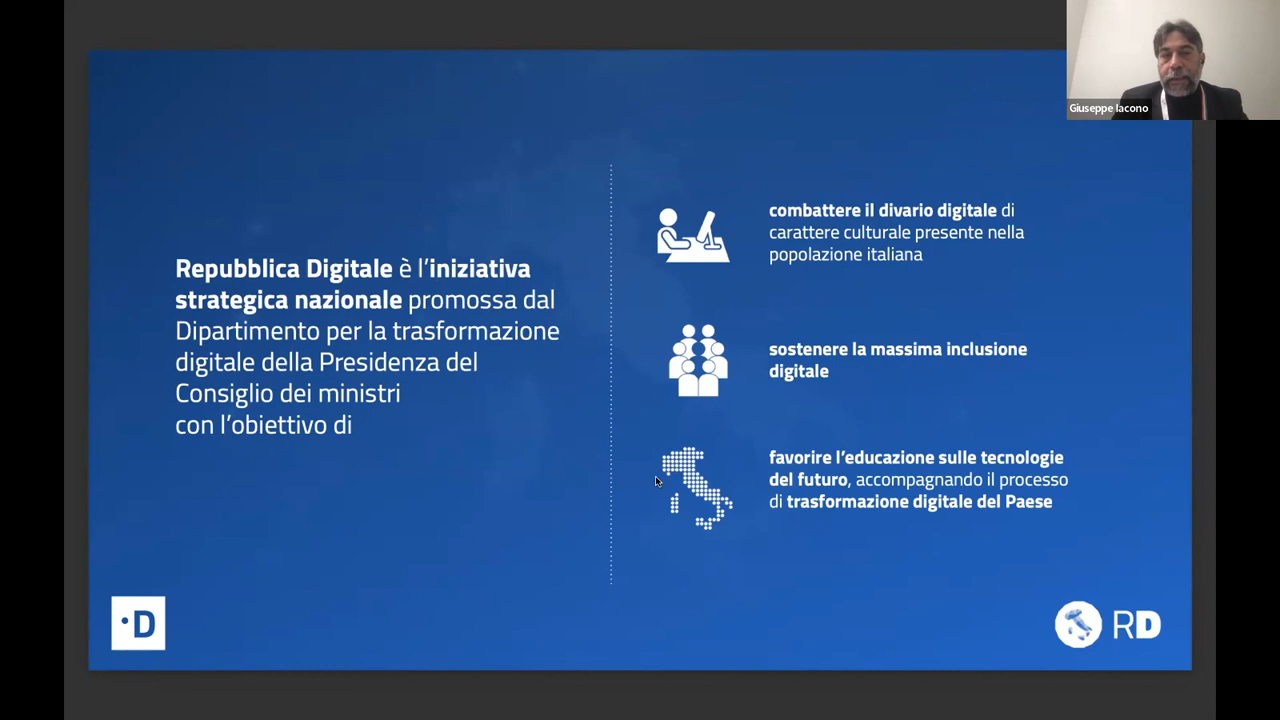 Giuseppe Iacono
Repubblica Digitale è l'iniziativa
strategica nazionale promossa dal
Dipartimento per la trasformazione
digitale della Presidenza del
Consiglio dei ministri
con l'obiettivo di
combattere il divario digitale di
carattere culturale presente nella
popolazione italiana
sostenere la massima inclusione
digitale
favorire l'educazione sulle tecnologie
del futuro, accompagnando il processo
di trasformazione digitale del Paese
·D
RD